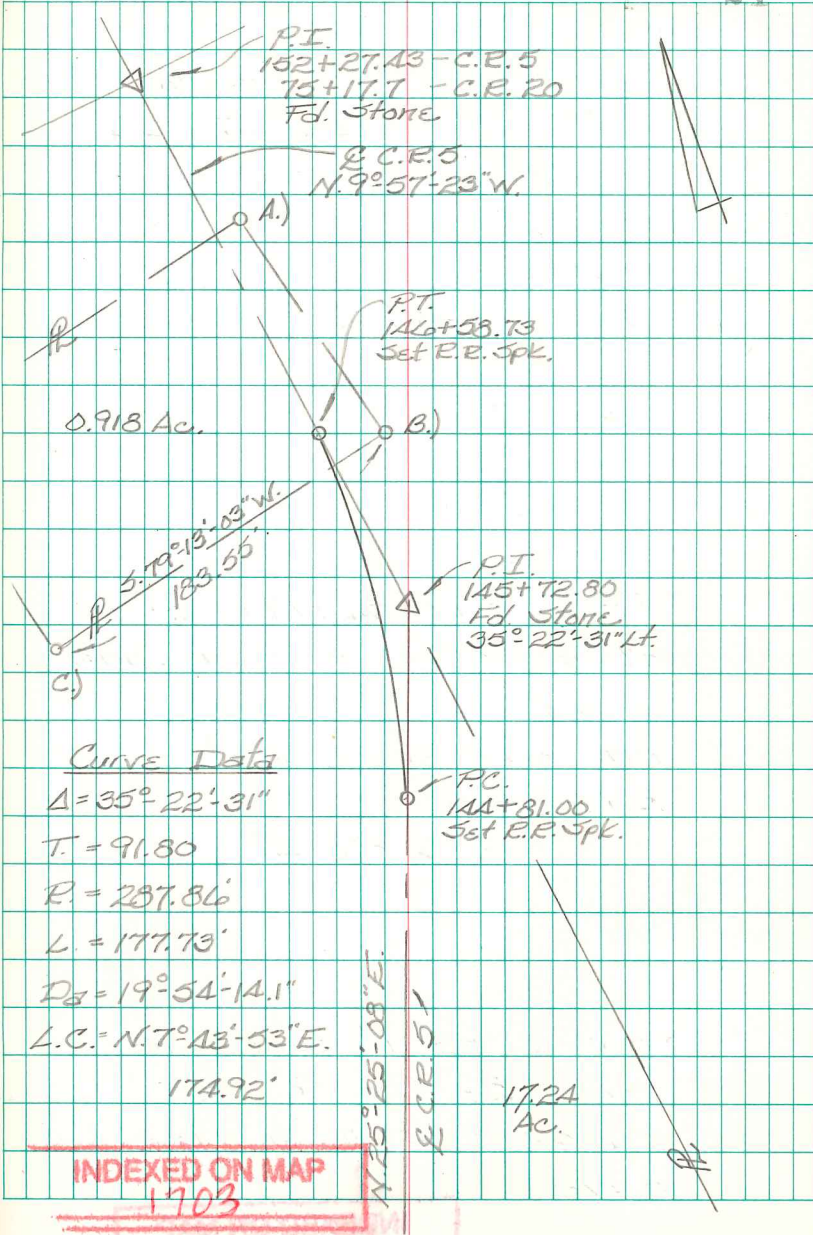 P.I.
152+27.43 - C.R. 5
75+17.7 - C.R. 20
Fd. Stone
℄ C.R. 5
N. 9°-57'-23" W.
A.)
P.T.
146+58.73
Set R.R. Spk.
℄
0.918 Ac.
B.)
S. 79°-13'-03" W.
183.55'
℄
P.I.
145+72.80
Fd. Stone
35°-22'-31" Lt.
C.)
Curve Data
Δ = 35°-22'-31"
T. = 91.80
R. = 287.86'
L. = 177.73'
Da = 19°-54'-14.1"
L.C. = N. 7°-43'-53" E.
174.92'
P.C.
144+81.00
Set R.R. Spk.
N. 25°-25'-08" E.
℄ C.R. 5
17.24
Ac.
℄
INDEXED ON MAP
1703